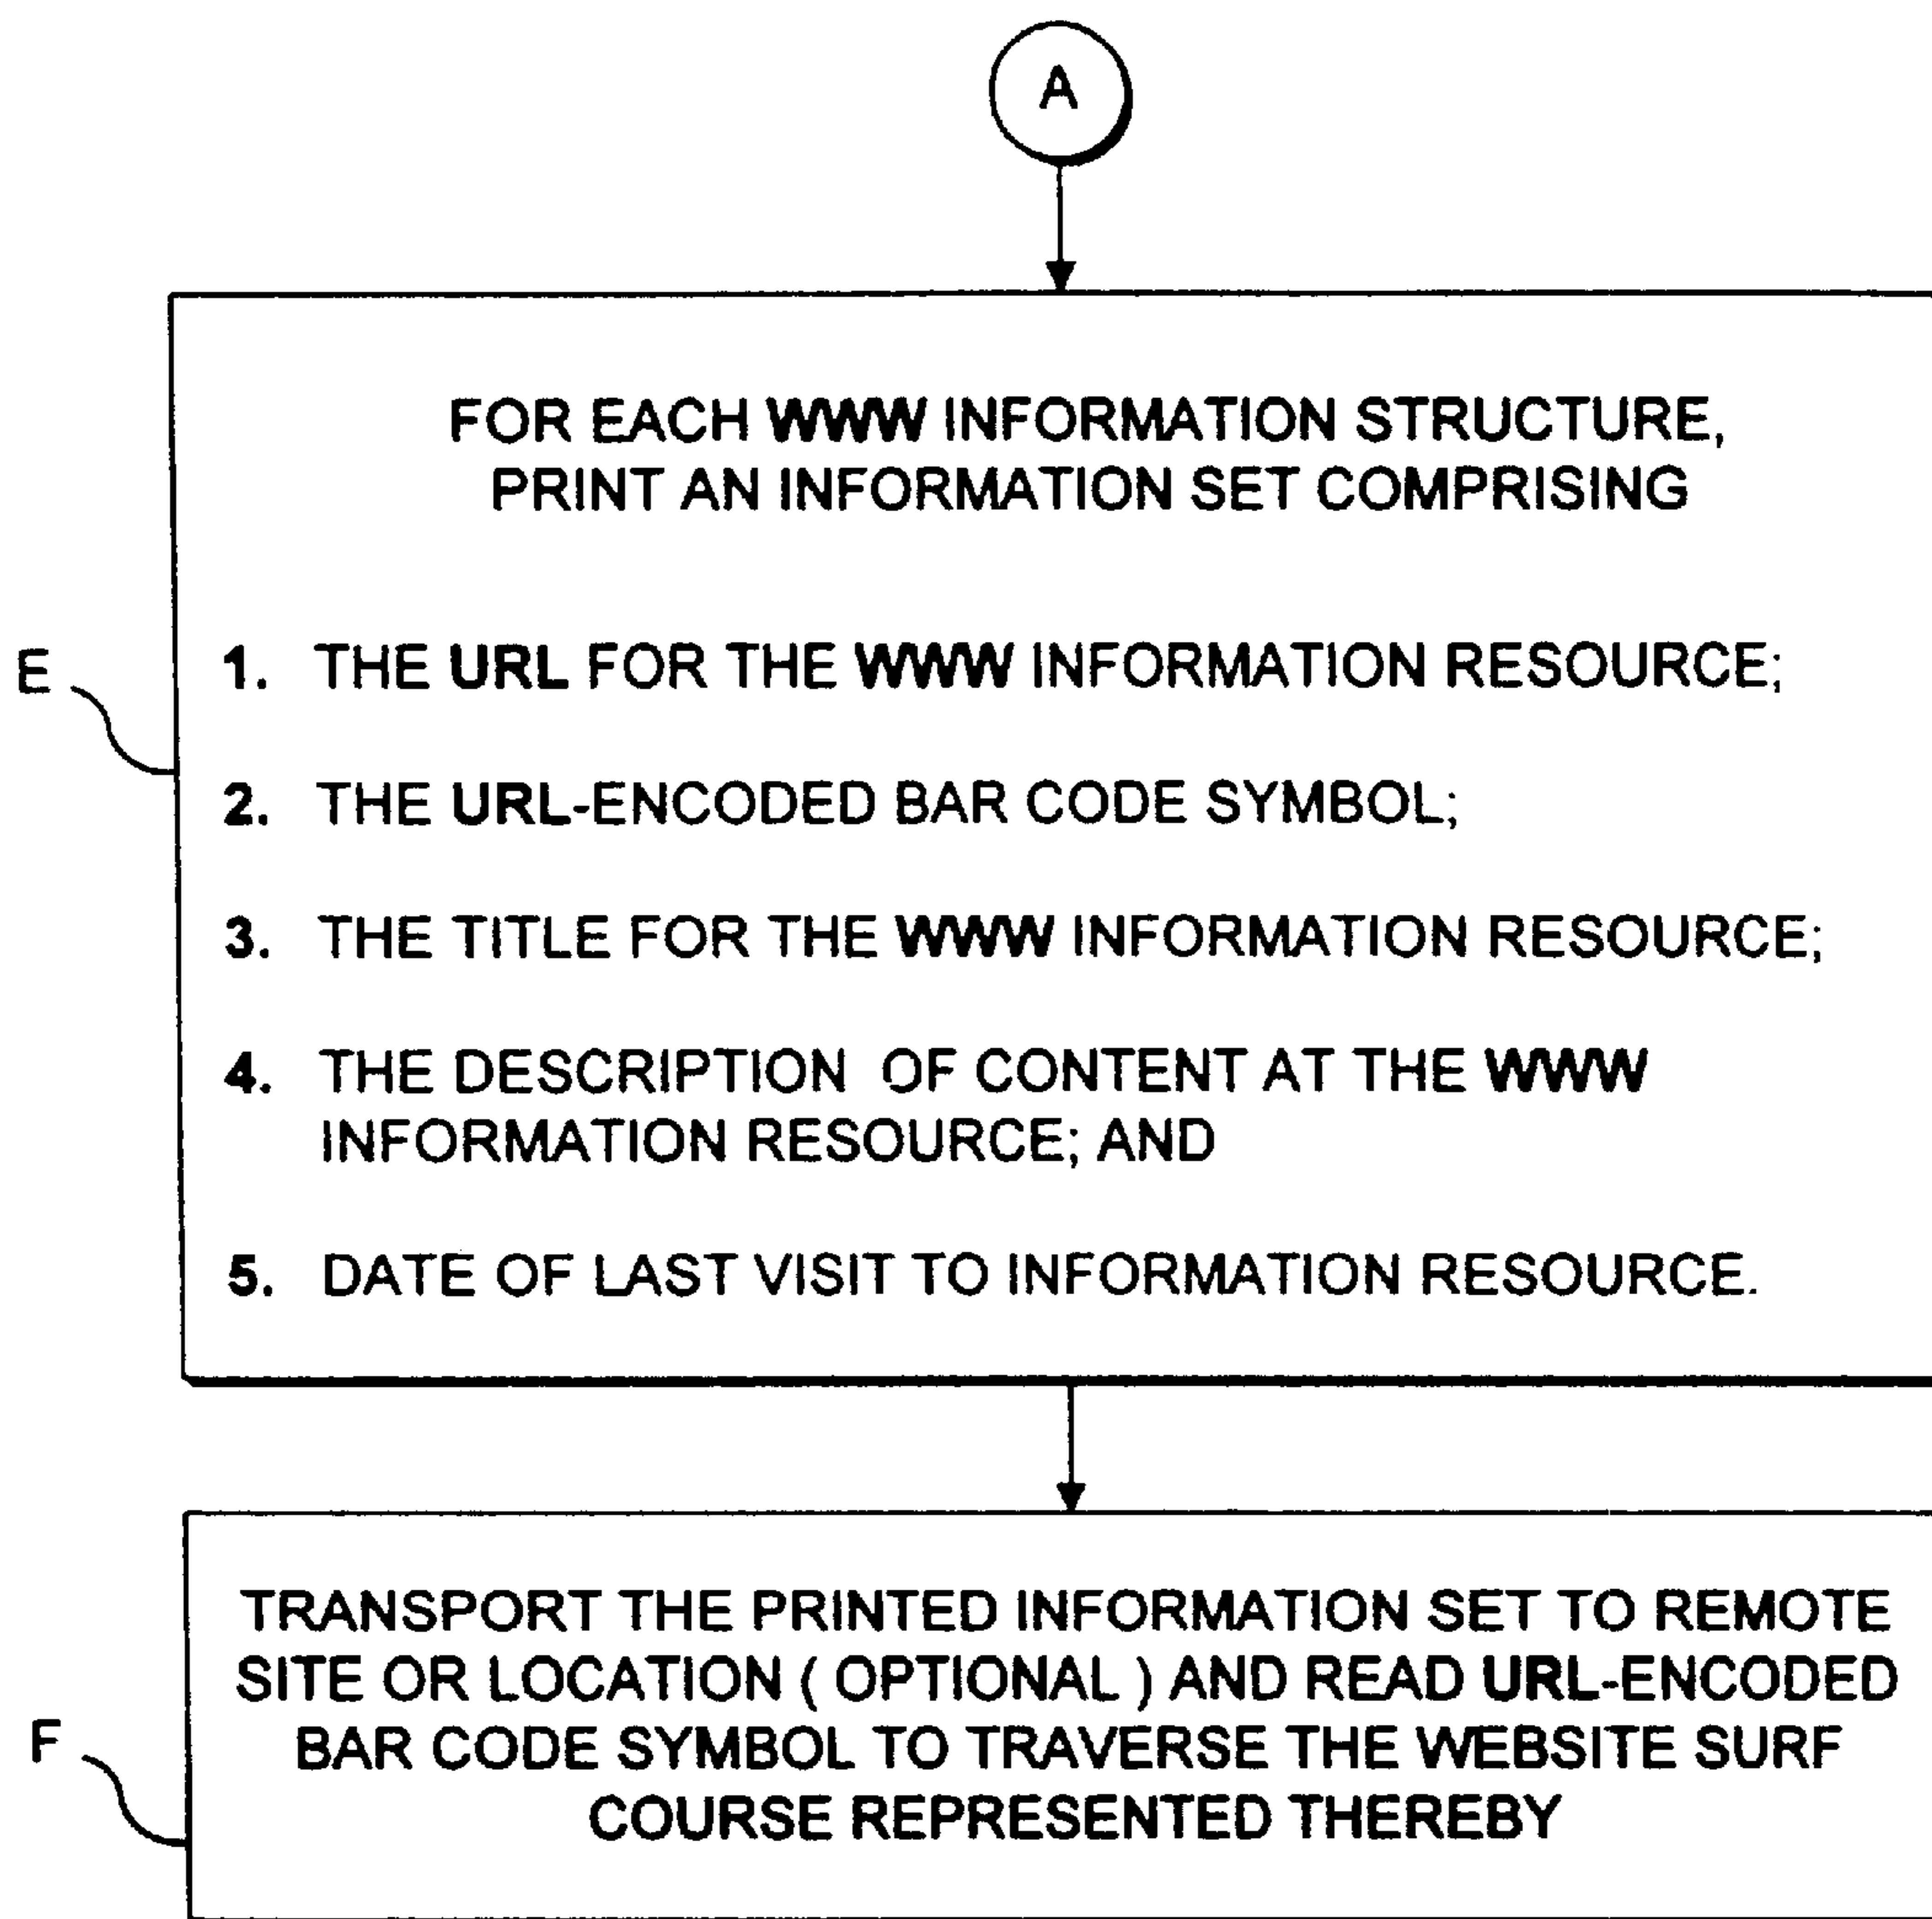 A
FOR EACH WWW INFORMATION STRUCTURE,
PRINT AN INFORMATION SET COMPRISING
E
1. THE URL FOR THE WWW INFORMATION RESOURCE;
2. THE URL-ENCODED BAR CODE SYMBOL;
3. THE TITLE FOR THE WWW INFORMATION RESOURCE;
4. THE DESCRIPTION OF CONTENT AT THE WWW
INFORMATION RESOURCE; AND
5. DATE OF LAST VISIT TO INFORMATION RESOURCE.
F
TRANSPORT THE PRINTED INFORMATION SET TO REMOTE
SITE OR LOCATION ( OPTIONAL ) AND READ URL-ENCODED
BAR CODE SYMBOL TO TRAVERSE THE WEBSITE SURF
COURSE REPRESENTED THEREBY